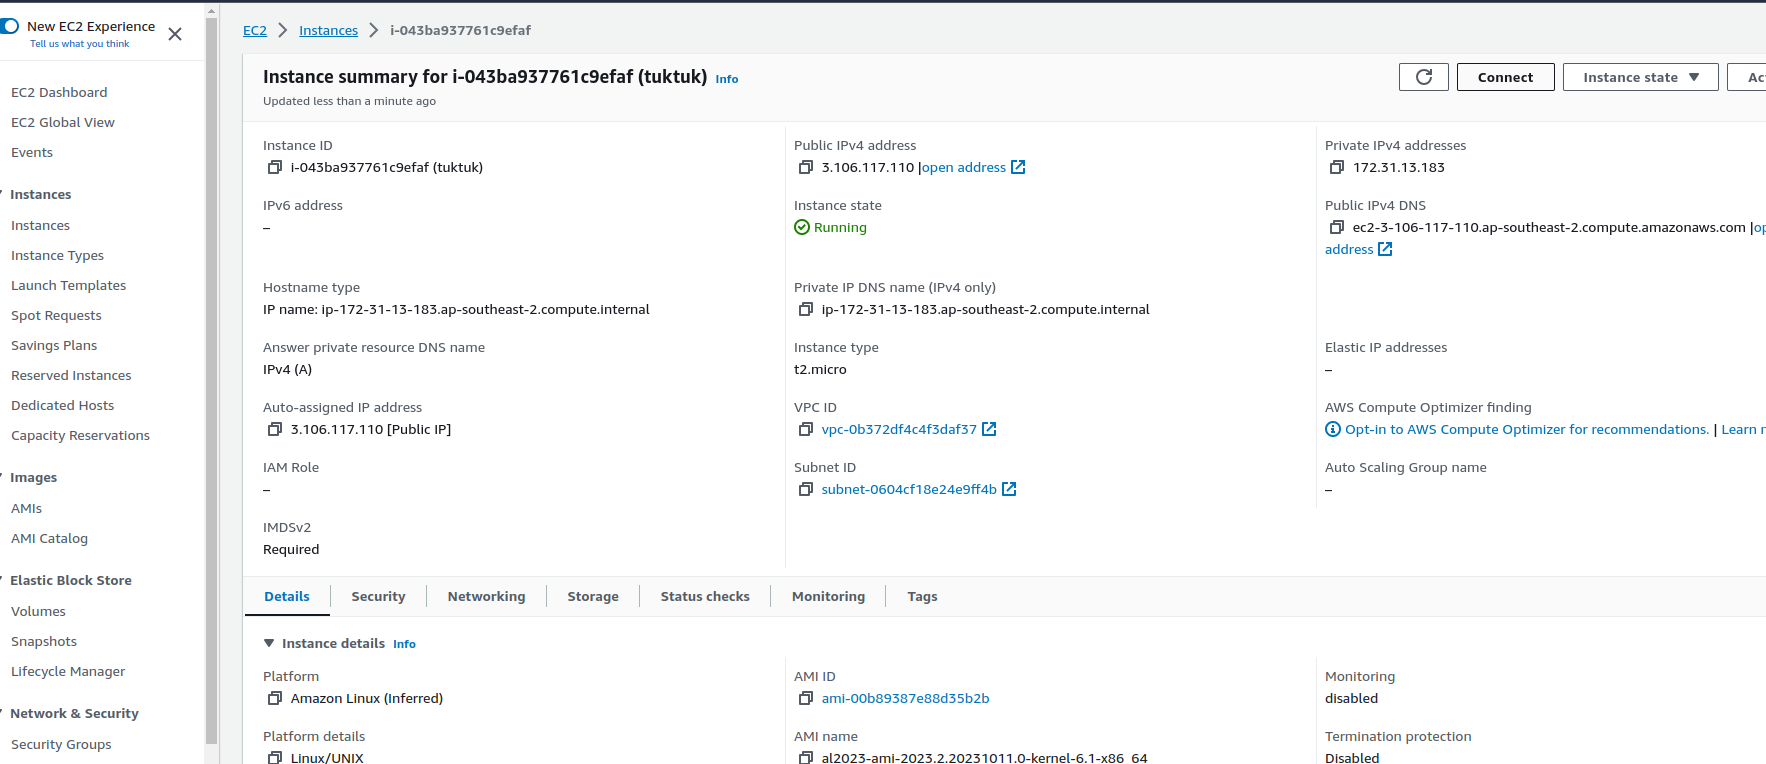 New EC2 Experience
Tell us what you think
EC2 Dashboard
EC2 Global View
Events
Instances
Instances
Instance Types
Launch Templates
Spot Requests
Savings Plans
Reserved Instances
Dedicated Hosts
Capacity Reservations
Images
AMIs
AMI Catalog
Elastic Block Store
Volumes
Snapshots
Lifecycle Manager
Network & Security
Security Groups
EC2 > Instances > i-043ba937761c9efaf
Instance summary for i-043ba937761c9efaf (tuktuk) Info
Updated less than a minute ago
Connect
Instance state
Instance ID
i-043ba937761c9efaf (tuktuk)
Public IPv4 address
3.106.117.110 |open address
Private IPv4 addresses
172.31.13.183
IPv6 address
–
Instance state
Running
Public IPv4 DNS
ec2-3-106-117-110.ap-southeast-2.compute.amazonaws.com |
address
Hostname type
IP name: ip-172-31-13-183.ap-southeast-2.compute.internal
Private IP DNS name (IPv4 only)
ip-172-31-13-183.ap-southeast-2.compute.internal
Answer private resource DNS name
IPv4 (A)
Instance type
t2.micro
Elastic IP addresses
–
Auto-assigned IP address
3.106.117.110 [Public IP]
VPC ID
vpc-0b372df4c4f3daf37
AWS Compute Optimizer finding
Opt-in to AWS Compute Optimizer for recommendations. | Learn
IAM Role
–
Subnet ID
subnet-0604cf18e24e9ff4b
Auto Scaling Group name
–
IMDSv2
Required
Details
Security
Networking
Storage
Status checks
Monitoring
Tags
Instance details Info
Platform
Amazon Linux (Inferred)
AMI ID
ami-00b89387e88d35b2b
Monitoring
disabled
Platform details
Linux/UNIX
AMI name
al2023-ami-2023.2.20231011.0-kernel-6.1-x86_64
Termination protection
Disabled